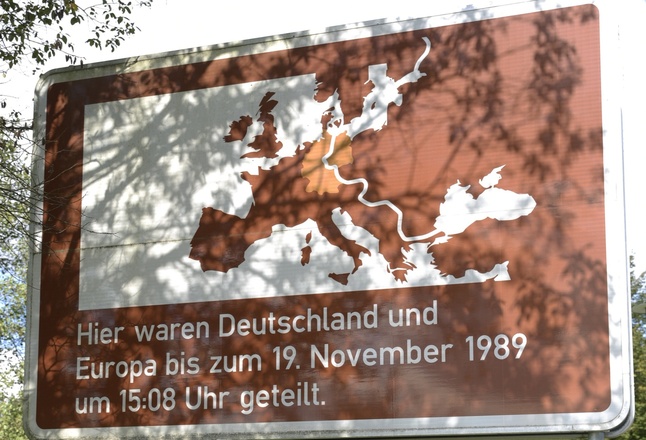 Hier waren Deutschland und
Europa bis zum 19. November 1989
um 15:08 Uhr geteilt.